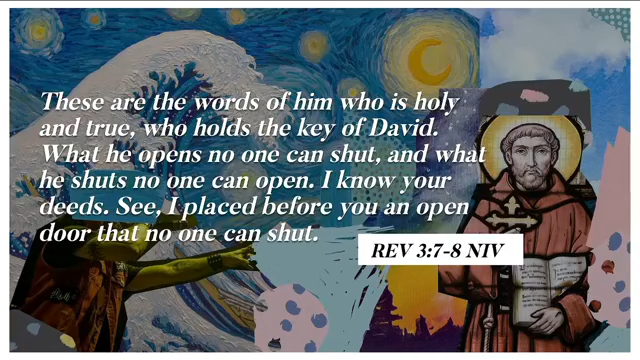 These are the words of him who is holy
and true, who holds the key of David.
What he opens no one can shut, and what
he shuts no one can open. I know your
deeds. See, I placed before you an open
door that no one can shut.
REV 3:7-8 NIV